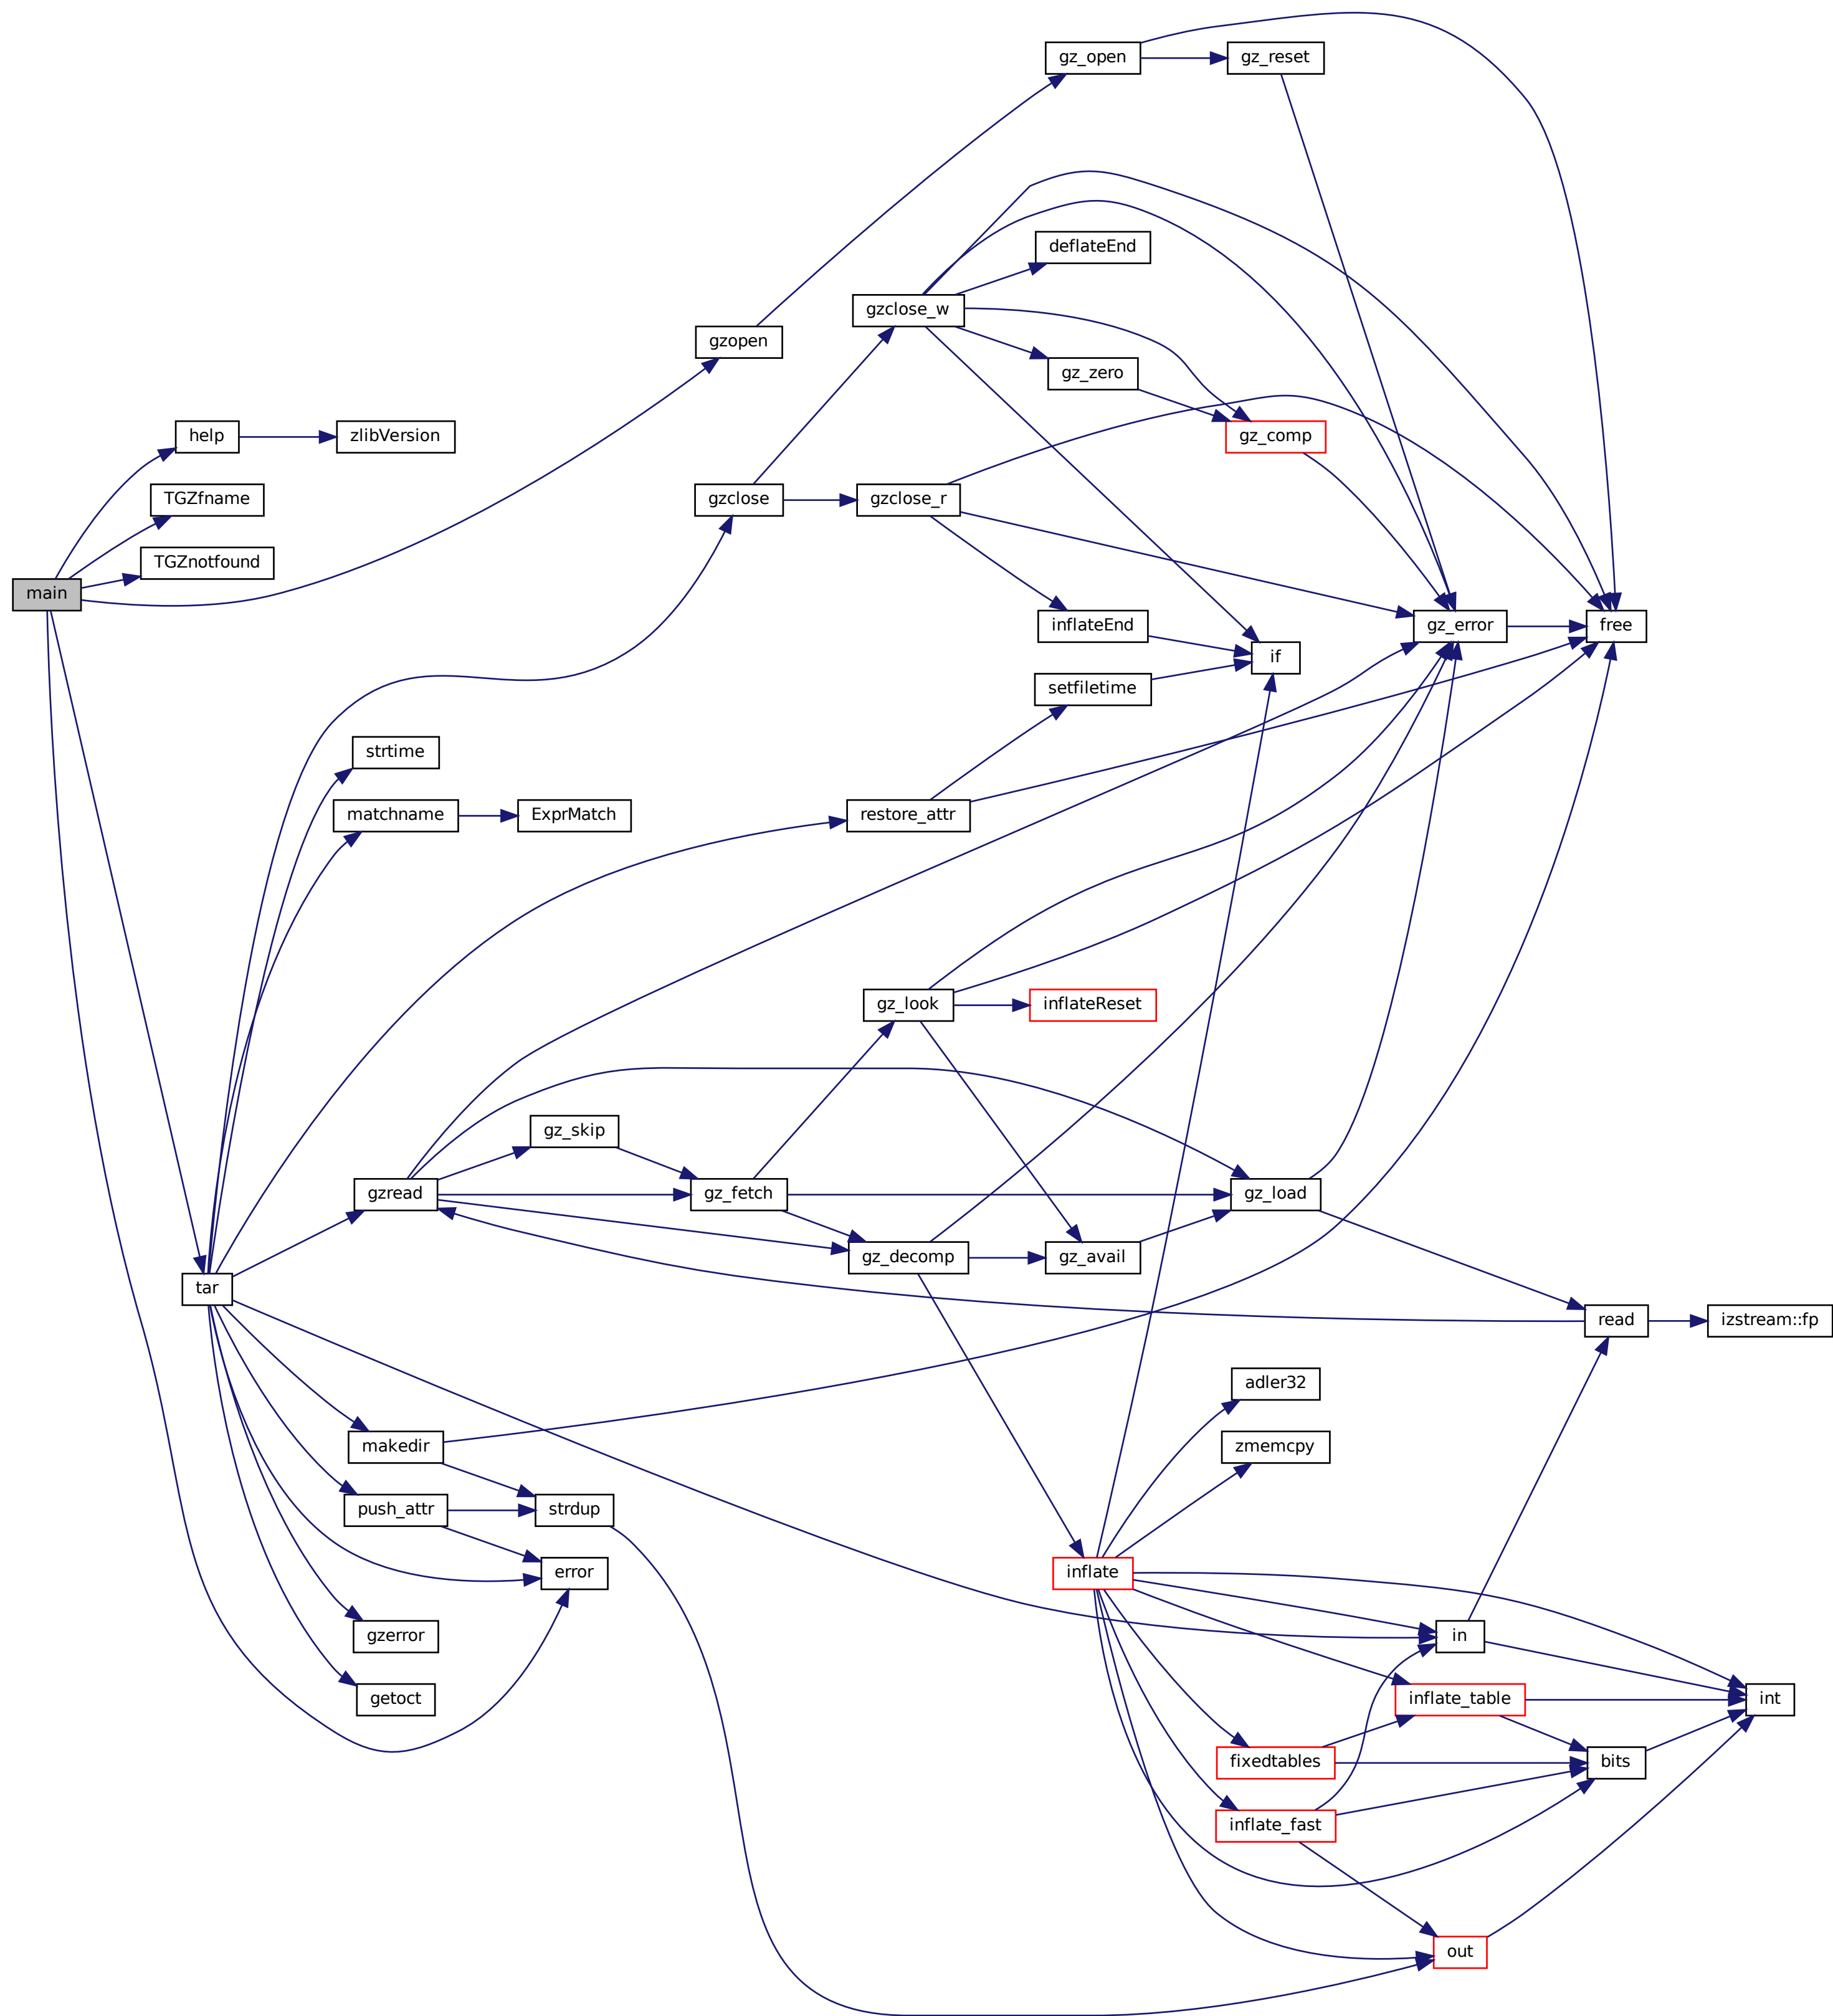 gz_open
gz_reset
deflateEnd
gzclose_w
gzopen
gz_zero
help
zlibVersion
gz_comp
TGZfname
gzclose
gzclose_r
TGZnotfound
main
inflateEnd
gz_error
free
if
setfiletime
strtime
matchname
ExprMatch
restore_attr
gz_look
inflateReset
gz_skip
gzread
gz_fetch
gz_load
gz_decomp
gz_avail
tar
read
izstream::fp
adler32
makedir
zmemcpy
push_attr
strdup
error
inflate
gzerror
in
getoct
inflate_table
int
fixedtables
bits
inflate_fast
out